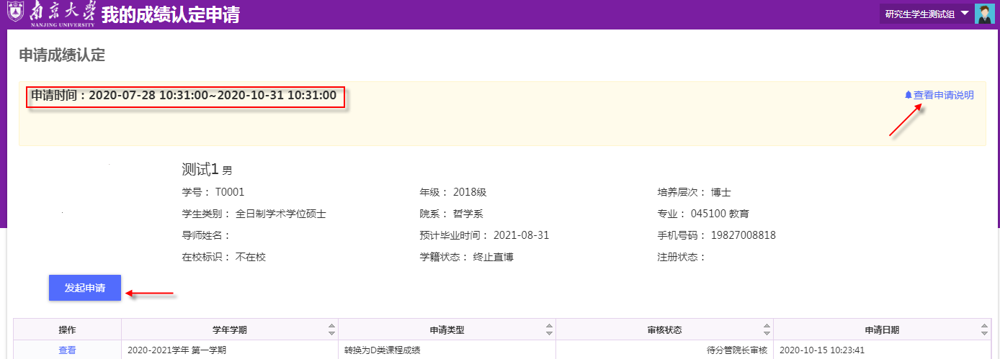 南京大学 我的成绩认定申请 研究生学生测试组
NANJING UNIVERSITY
申请成绩认定
申请时间：2020-07-28 10:31:00~2020-10-31 10:31:00 查看申请说明
测试1 男
学号： T0001 年级： 2018级 培养层次： 博士
学生类别： 全日制学术学位硕士 院系： 哲学系 专业： 045100 教育
导师姓名： 预计毕业时间： 2021-08-31 手机号码： 19827008818
在校标识： 不在校 学籍状态： 终止直博 注册状态：
发起申请
操作 学年学期 申请类型 审核状态 申请日期
查看 2020-2021学年 第一学期 转换为D类课程成绩 待分管院长审核 2020-10-15 10:23:41